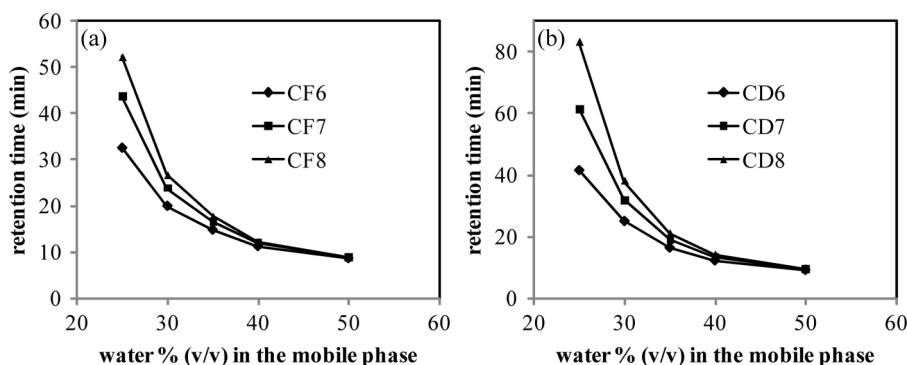 (a)
retention time (min)
60
50
40
30
20
10
0
CF6
CF7
CF8
20 30 40 50 60
water % (v/v) in the mobile phase
(b)
retention time (min)
80
60
40
20
0
CD6
CD7
CD8
20 30 40 50 60
water % (v/v) in the mobile phase